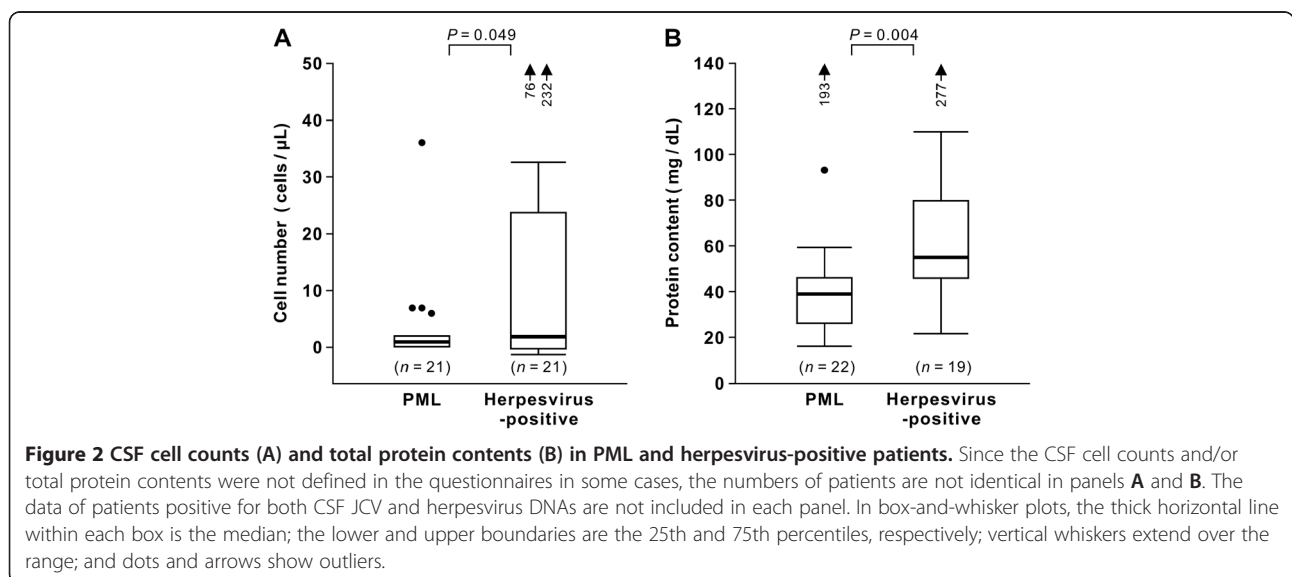 A
P = 0.049
50
40
30
20
10
0
Cell number (cells / µL)
76
232
(n = 21)
(n = 21)
PML
Herpesvirus
-positive
B
P = 0.004
140
120
100
80
60
40
20
0
Protein content (mg / dL)
193
277
(n = 22)
(n = 19)
PML
Herpesvirus
-positive
Figure 2 CSF cell counts (A) and total protein contents (B) in PML and herpesvirus-positive patients. Since the CSF cell counts and/or
total protein contents were not defined in the questionnaires in some cases, the numbers of patients are not identical in panels A and B. The
data of patients positive for both CSF JCV and herpesvirus DNAs are not included in each panel. In box-and-whisker plots, the thick horizontal line
within each box is the median; the lower and upper boundaries are the 25th and 75th percentiles, respectively; vertical whiskers extend over the
range; and dots and arrows show outliers.